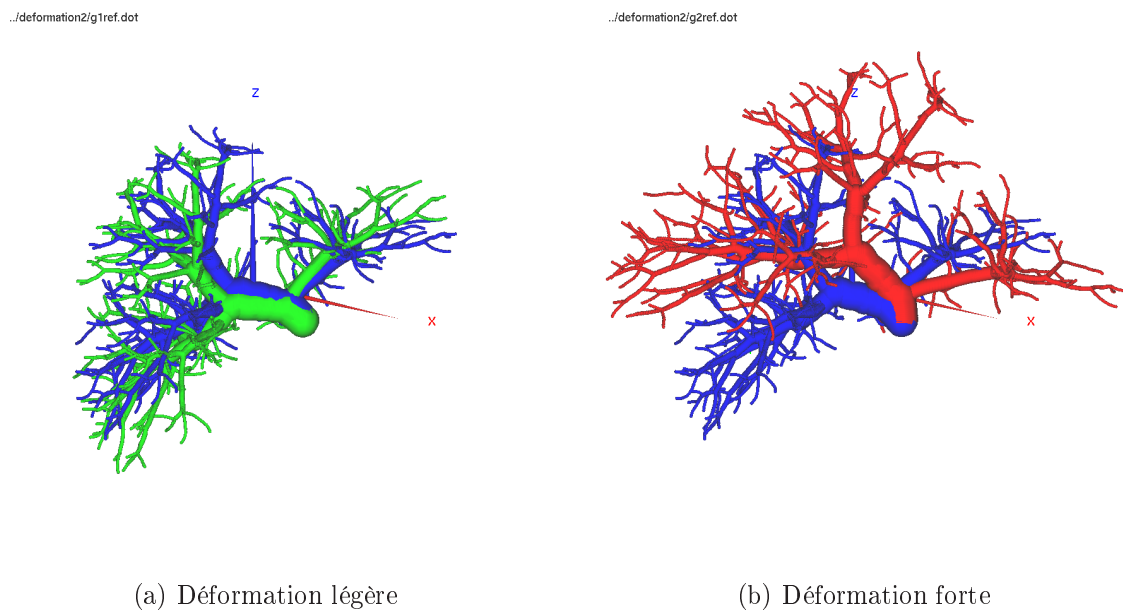 ../deformation2/g1ref.dot
../deformation2/g2ref.dot
z
z
x
x
(a) Déformation légère
(b) Déformation forte